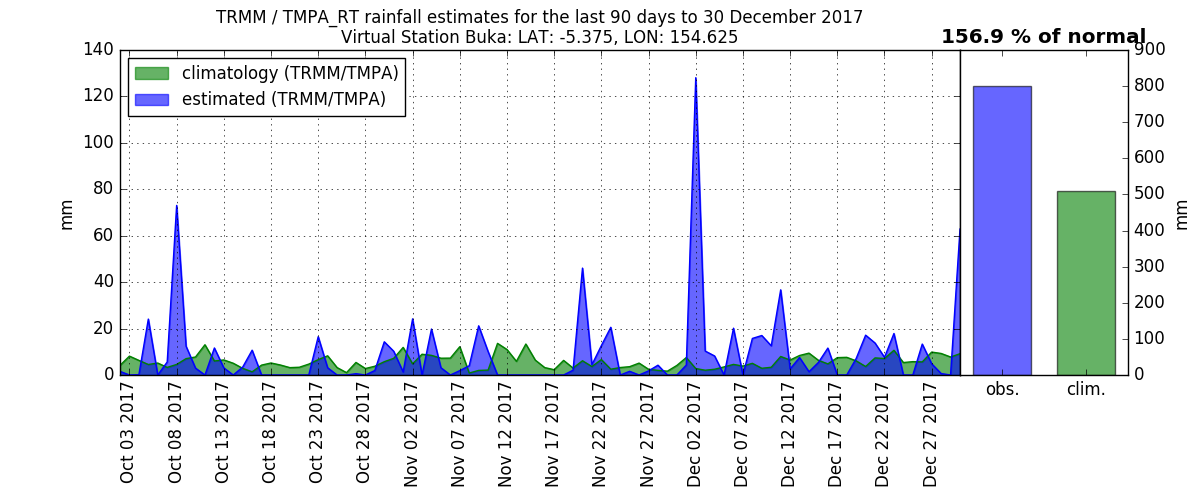 TRMM / TMPA_RT rainfall estimates for the last 90 days to 30 December 2017
Virtual Station Buka: LAT: -5.375, LON: 154.625
156.9 % of normal
climatology (TRMM/TMPA)
estimated (TRMM/TMPA)
140
120
100
80
60
40
20
0
mm
Oct 03 2017
Oct 08 2017
Oct 13 2017
Oct 18 2017
Oct 23 2017
Oct 28 2017
Nov 02 2017
Nov 07 2017
Nov 12 2017
Nov 17 2017
Nov 22 2017
Nov 27 2017
Dec 02 2017
Dec 07 2017
Dec 12 2017
Dec 17 2017
Dec 22 2017
Dec 27 2017
900
800
700
600
500
400
300
200
100
0
mm
obs.
clim.